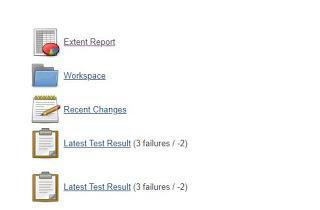 Extent Report
Workspace
Recent Changes
Latest Test Result (3 failures / -2)
Latest Test Result (3 failures / -2)